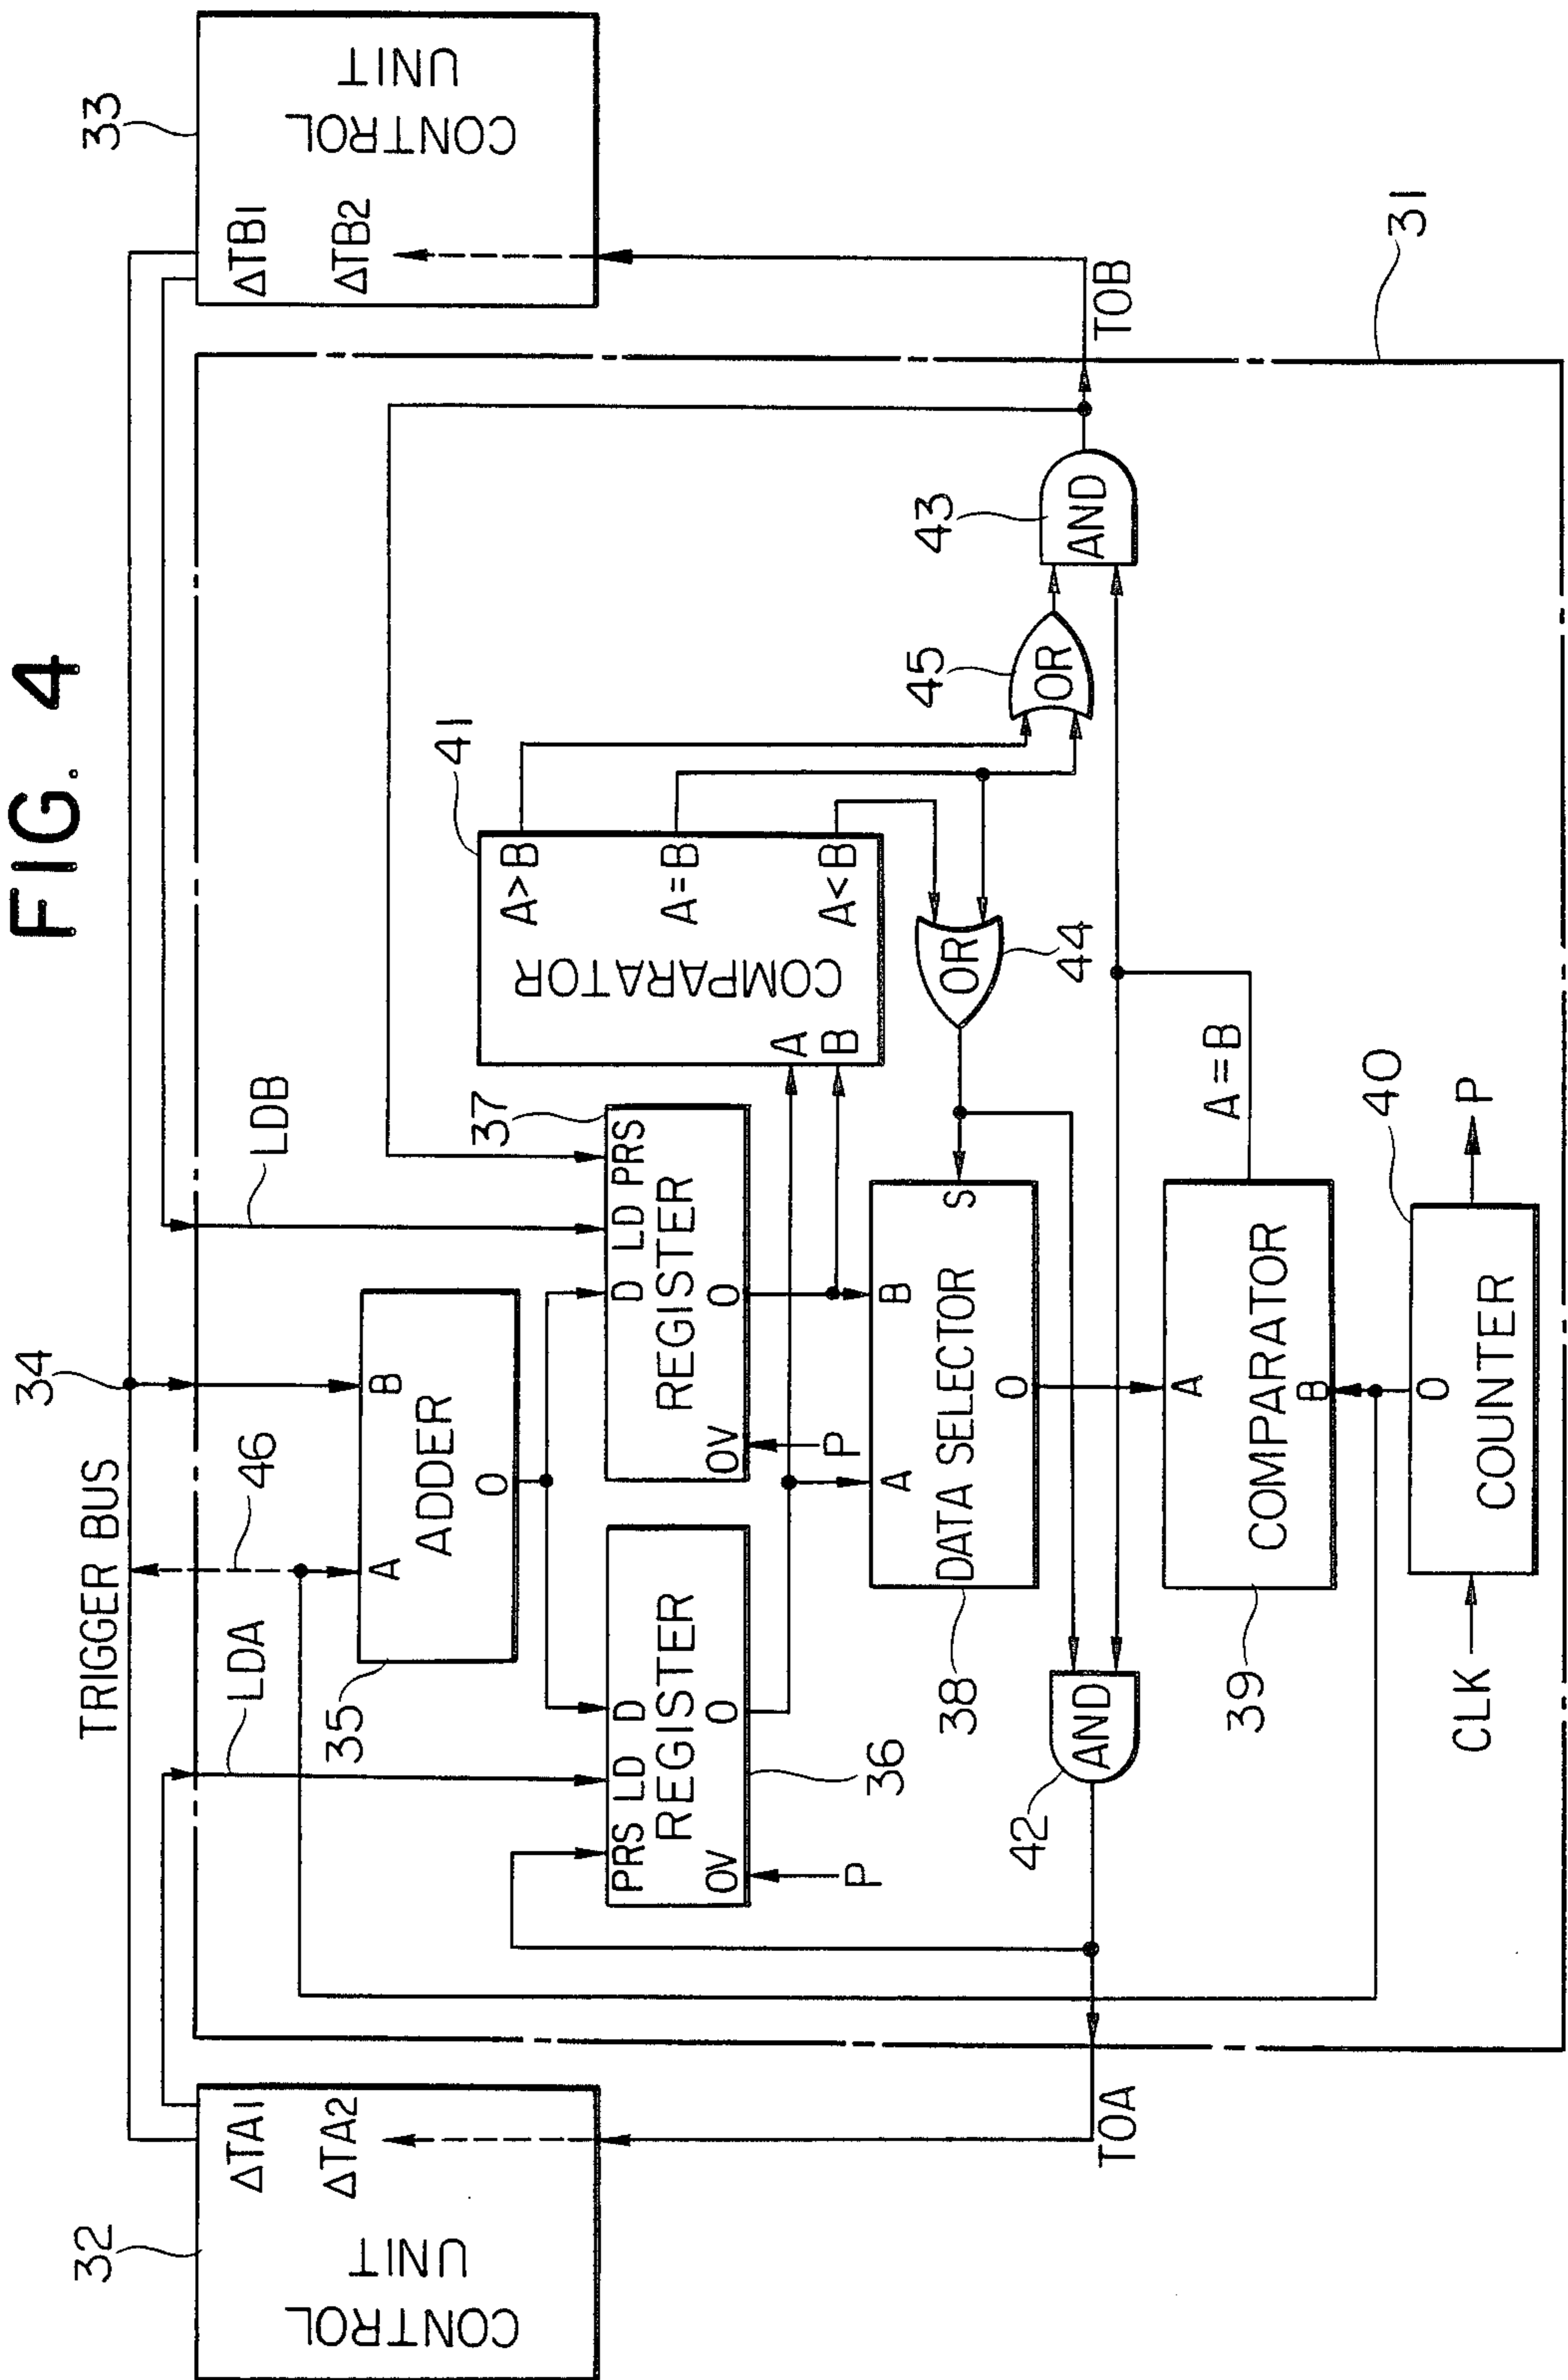 FIG. 4
32
CONTROL
UNIT
ΔTA1
ΔTA2
TRIGGER BUS
34
33
CONTROL
UNIT
ΔTB1
ΔTB2
LDA
46
LDB
35
A
B
ADDER
O
PRS LD D
REGISTER
OV
O
P
36
37
D LD PRS
REGISTER
OV
O
P
41
A>B
A=B
A<B
COMPARATOR
A
B
38
A
B
DATA SELECTOR
S
O
OR
44
45
OR
43
AND
42
AND
TOA
TOB
31
39
A
COMPARATOR
B
A=B
40
O
COUNTER
CLK
P